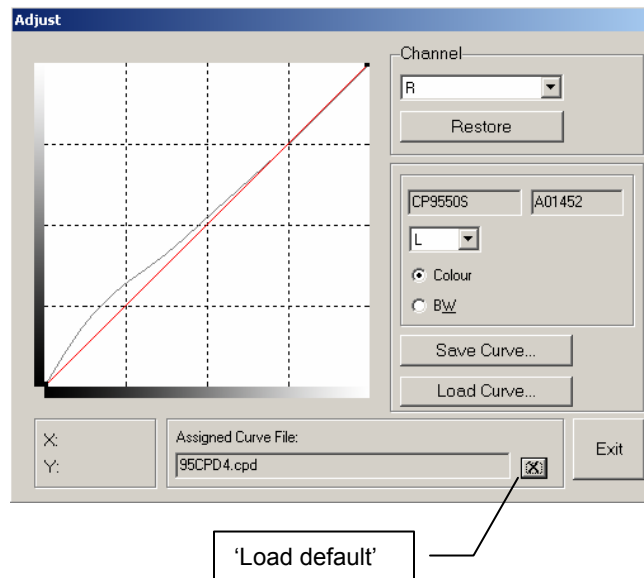 Adjust
Channel
R
Restore
CP9550S A01452
L
Colour
BW
Save Curve...
Load Curve...
X:
Y:
Assigned Curve File:
95CPD4.cpd
X
Exit
'Load default'